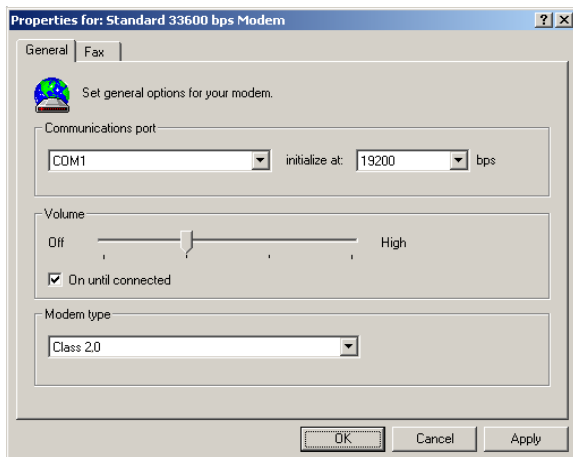 Properties for: Standard 33600 bps Modem
General Fax
Set general options for your modem.
Communications port
COM1 initialize at: 19200 bps
Volume
Off High
On until connected
Modem type
Class 2,0
OK Cancel Apply